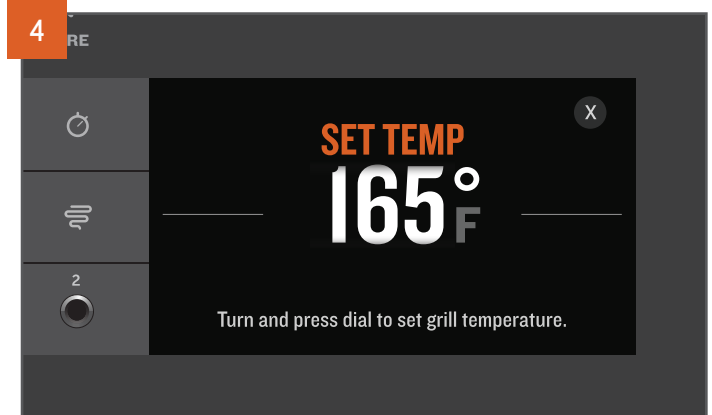 4
RE
X
SET TEMP
165°F
2
Turn and press dial to set grill temperature.